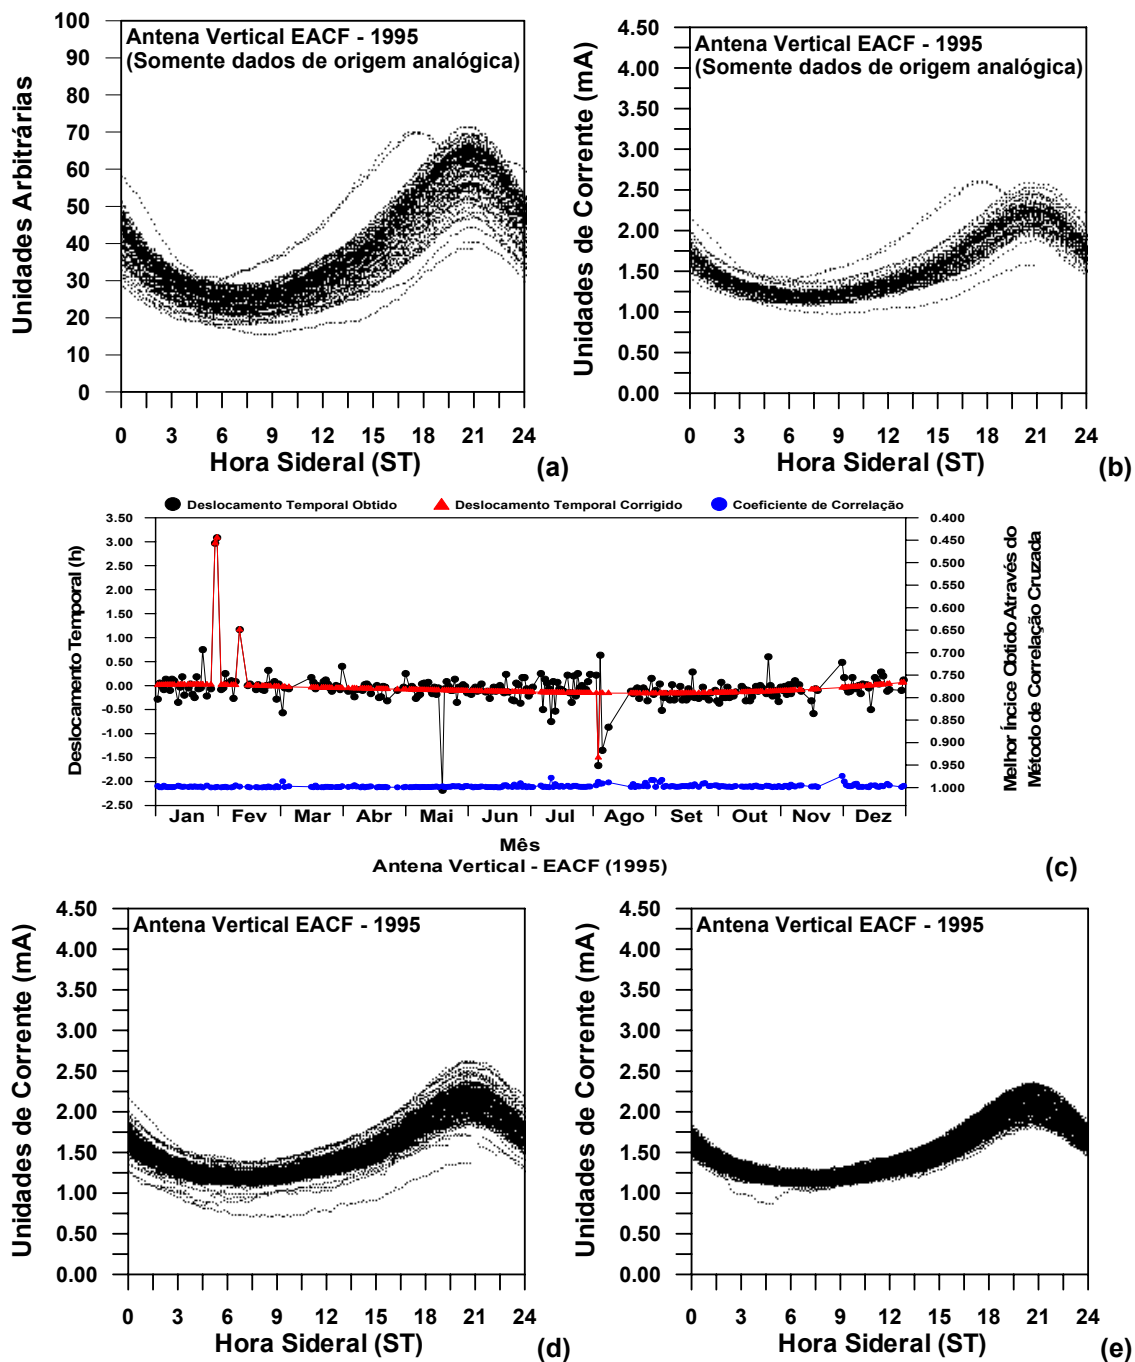 Antena Vertical EACF - 1995
(Somente dados de origem analógica)
Unidades Arbitrárias
100
90
80
70
60
50
40
30
20
10
0
0 3 6 9 12 15 18 21 24
Hora Sideral (ST)
(a)
Antena Vertical EACF - 1995
(Somente dados de origem analógica)
Unidades de Corrente (mA)
4.50
4.00
3.50
3.00
2.50
2.00
1.50
1.00
0.50
0.00
0 3 6 9 12 15 18 21 24
Hora Sideral (ST)
(b)
Deslocamento Temporal Obtido Deslocamento Temporal Corrigido Coeficiente de Correlação
Deslocamento Temporal (h)
3.50
3.00
2.50
2.00
1.50
1.00
0.50
0.00
-0.50
-1.00
-1.50
-2.00
-2.50
0.400
0.450
0.500
0.550
0.600
0.650
0.700
0.750
0.800
0.850
0.900
0.950
1.000
Melhor Índice Obtido Através do
Método de Correlação Cruzada
Jan Fev Mar Abr Mai Jun Jul Ago Set Out Nov Dez
Mês
Antena Vertical - EACF (1995)
(c)
Antena Vertical EACF - 1995
Unidades de Corrente (mA)
4.50
4.00
3.50
3.00
2.50
2.00
1.50
1.00
0.50
0.00
0 3 6 9 12 15 18 21 24
Hora Sideral (ST)
(d)
Antena Vertical EACF - 1995
Unidades de Corrente (mA)
4.50
4.00
3.50
3.00
2.50
2.00
1.50
1.00
0.50
0.00
0 3 6 9 12 15 18 21 24
Hora Sideral (ST)
(e)